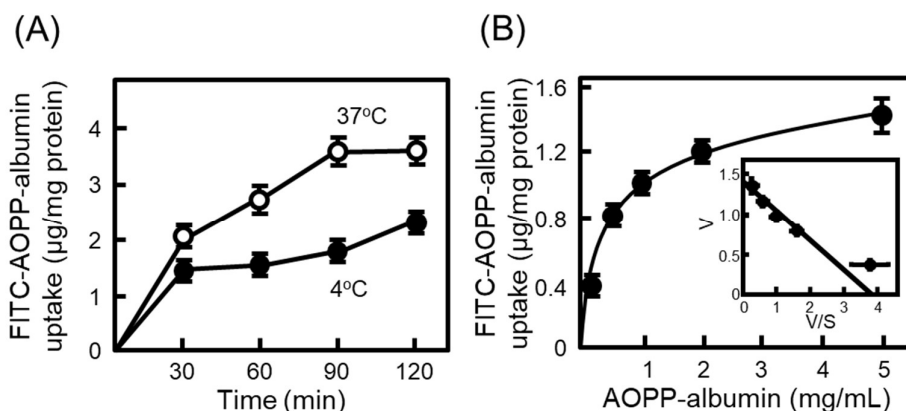 (A)
FITC-AOPP-albumin
uptake (µg/mg protein)
4
3
2
1
0
37ºC
4ºC
30
60
90
120
Time (min)
(B)
FITC-AOPP-albumin
uptake (µg/mg protein)
1.6
1.2
0.8
0.4
0
1
2
3
4
5
AOPP-albumin (mg/mL)
V
1.5
1.0
0.5
0
0
1
2
3
4
V/S